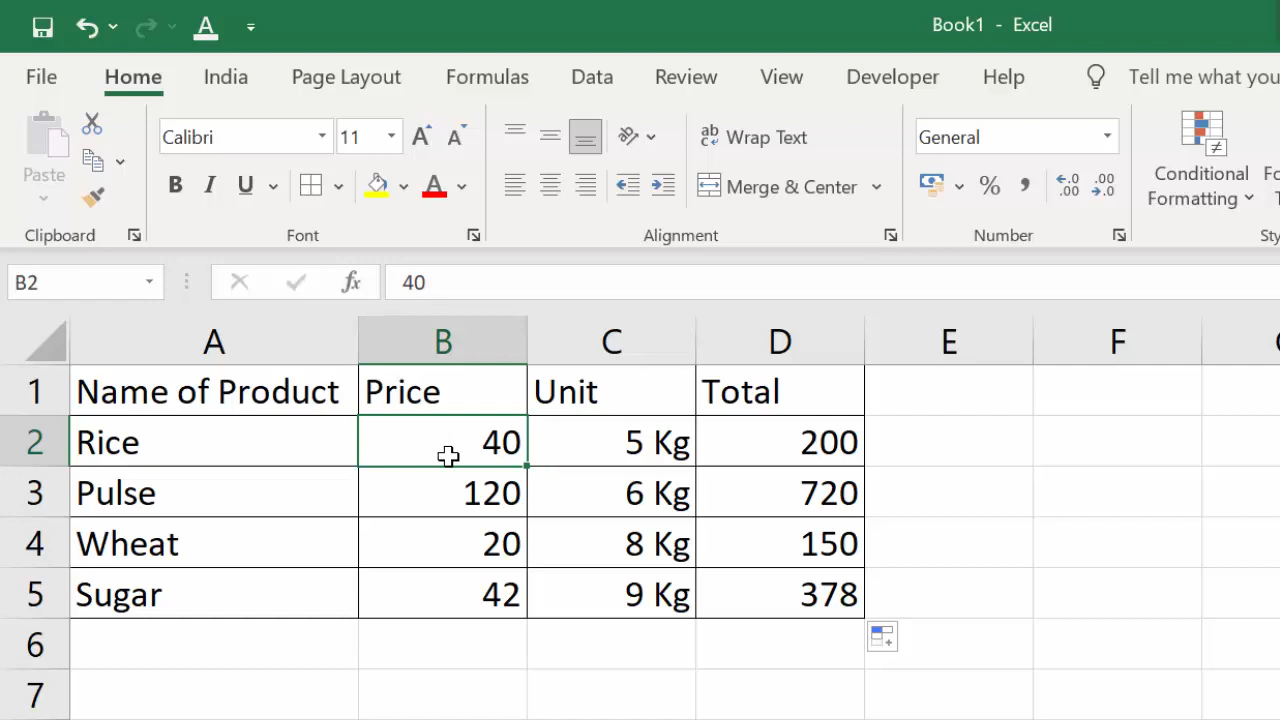 Book1 - Excel
File Home India Page Layout Formulas Data Review View Developer Help Tell me what you
Paste
Calibri 11
ab c Wrap Text
General
B I U
Merge & Center
% .00 .00
Conditional
Formatting
Clipboard Font Alignment Number Sty
B2 fx 40
A B C D E F
1 Name of Product Price Unit Total
2 Rice 40 5 Kg 200
3 Pulse 120 6 Kg 720
4 Wheat 20 8 Kg 150
5 Sugar 42 9 Kg 378
6
7